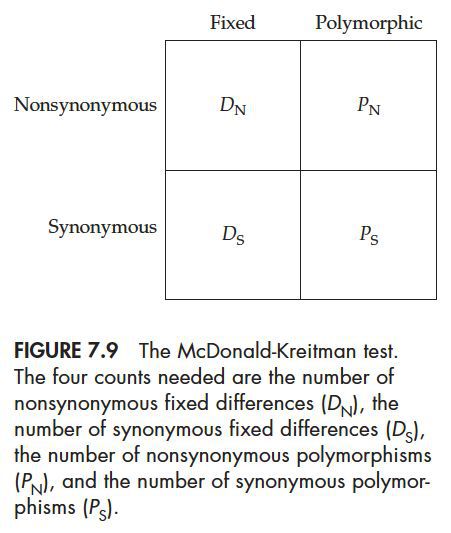 Fixed Polymorphic
Nonsynonymous D_N P_N
Synonymous D_S P_S
FIGURE 7.9 The McDonald-Kreitman test.
The four counts needed are the number of
nonsynonymous fixed differences (D_N), the
number of synonymous fixed differences (D_S),
the number of nonsynonymous polymorphisms
(P_N), and the number of synonymous polymor-
phisms (P_S).